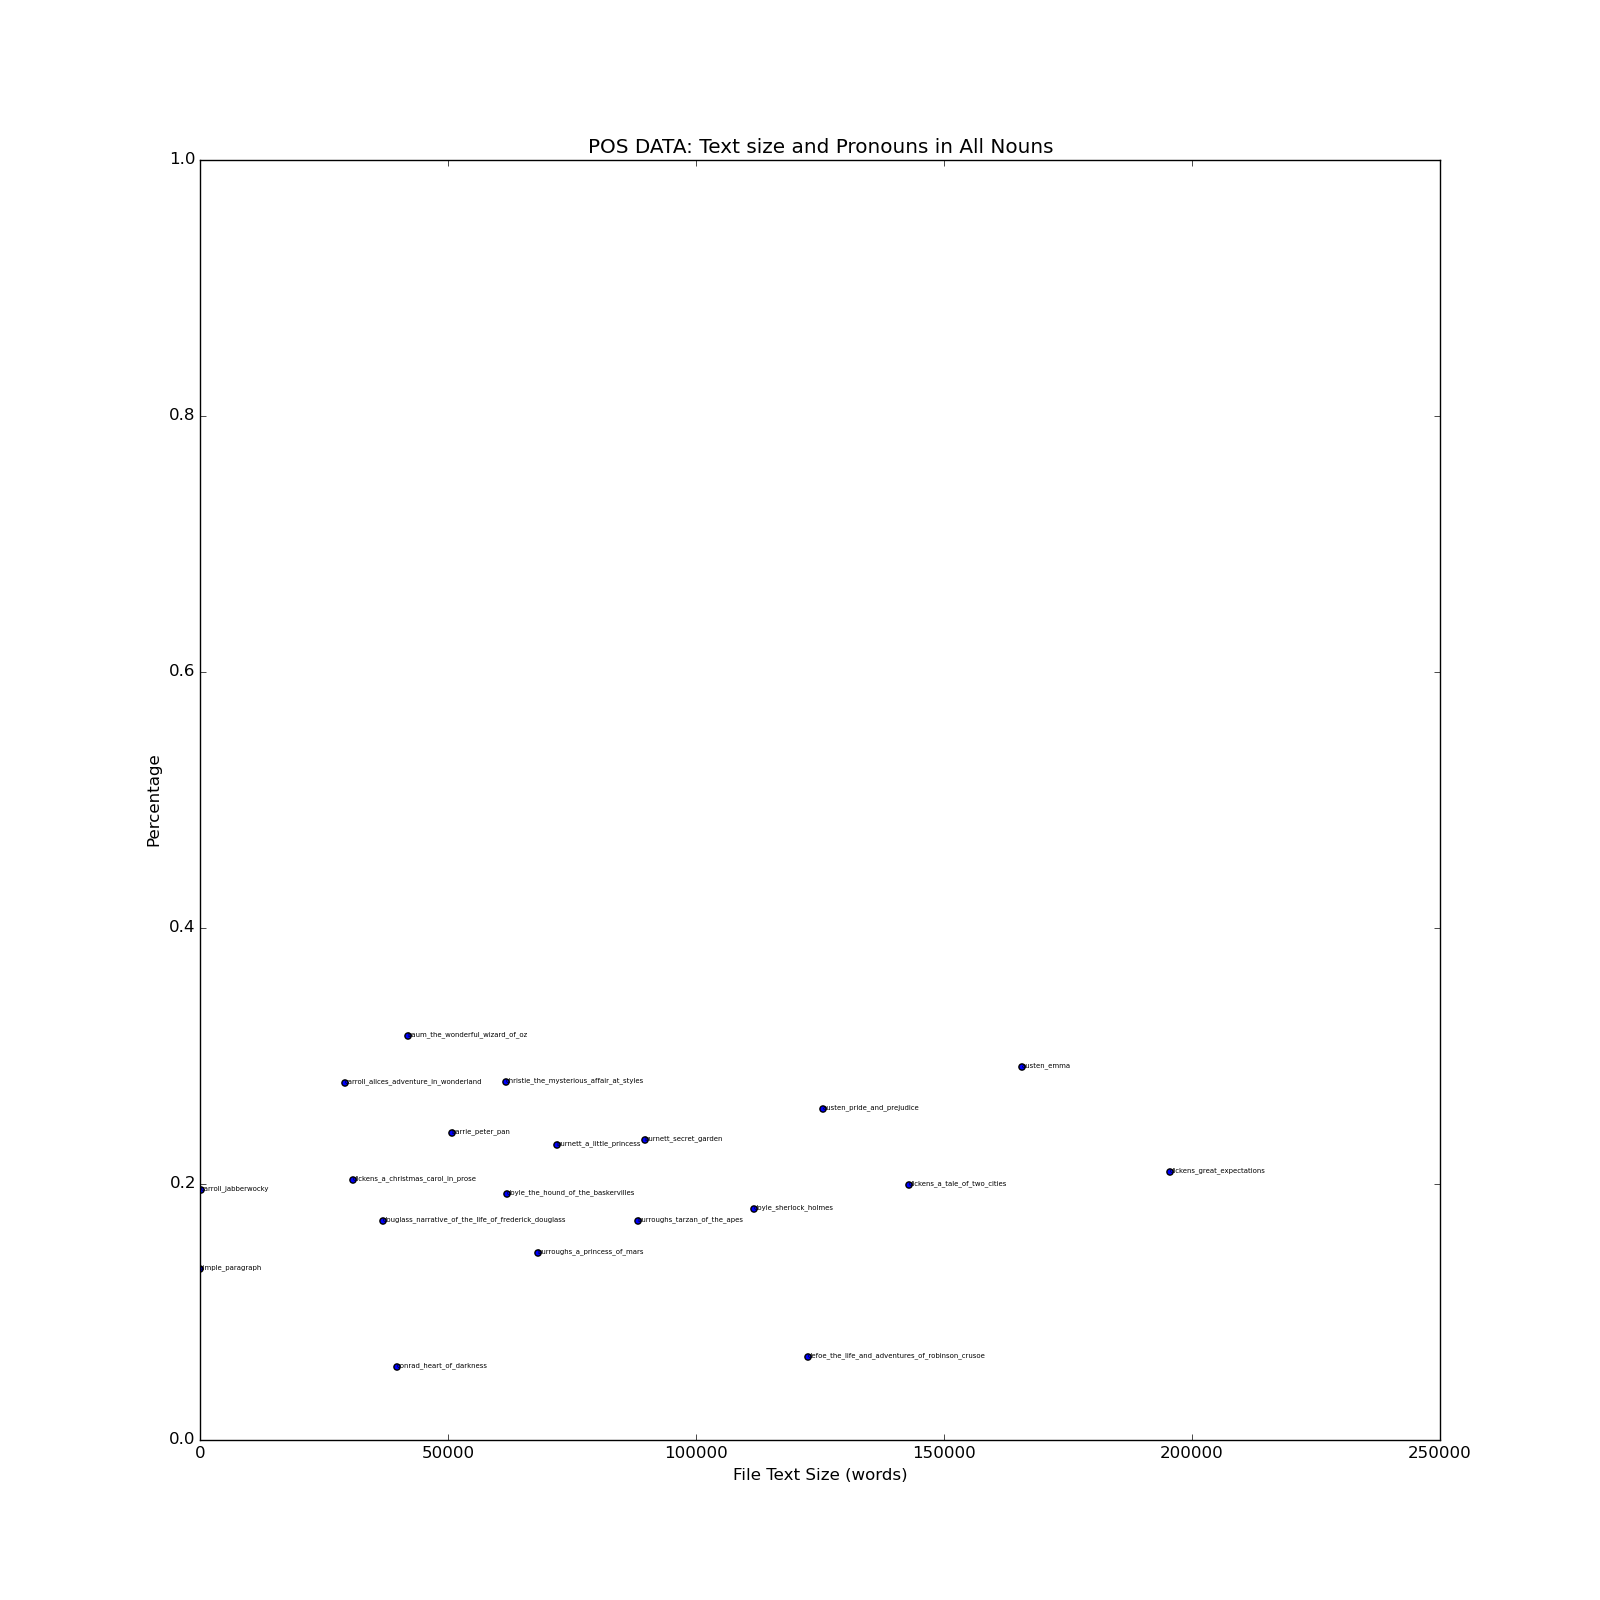 POS DATA: Text size and Pronouns in All Nouns
1.0
0.8
0.6
0.4
0.2
0.0
Percentage
aum_the_wonderful_wizard_of_oz
usten_emma
arroll_alices_adventure_in_wonderland
hristie_the_mysterious_affair_at_styles
usten_pride_and_prejudice
arrie_peter_pan
urnett_a_little_princess
urnett_secret_garden
ickens_great_expectations
ickens_a_christmas_carol_in_prose
ickens_a_tale_of_two_cities
arroll_jabberwocky
oyle_the_hound_of_the_baskervilles
oyle_sherlock_holmes
ouglass_narrative_of_the_life_of_frederick_douglass
urroughs_tarzan_of_the_apes
urroughs_a_princess_of_mars
imple_paragraph
efoe_the_life_and_adventures_of_robinson_crusoe
onrad_heart_of_darkness
0
50000
100000
150000
200000
250000
File Text Size (words)